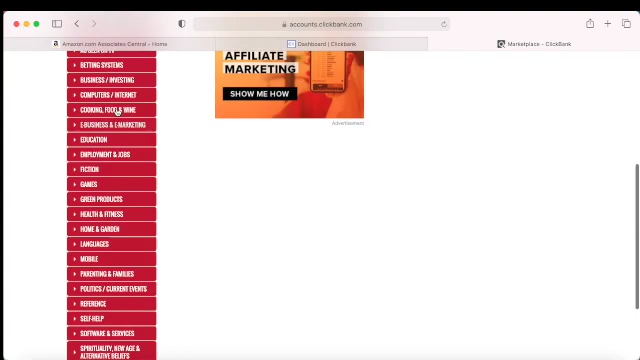 accounts.clickbank.com
Amazon.com Associates Central - Home
Dashboard | Clickbank
Marketplace - ClickBank
BETTING SYSTEMS
BUSINESS / INVESTING
COMPUTERS / INTERNET
COOKING, FOOD & WINE
E-BUSINESS & E-MARKETING
EDUCATION
EMPLOYMENT & JOBS
FICTION
GAMES
GREEN PRODUCTS
HEALTH & FITNESS
HOME & GARDEN
LANGUAGES
MOBILE
PARENTING & FAMILIES
POLITICS / CURRENT EVENTS
REFERENCE
SELF-HELP
SOFTWARE & SERVICES
SPIRITUALITY, NEW AGE &
ALTERNATIVE BELIEFS
AFFILIATE
MARKETING
SHOW ME HOW
Advertisement